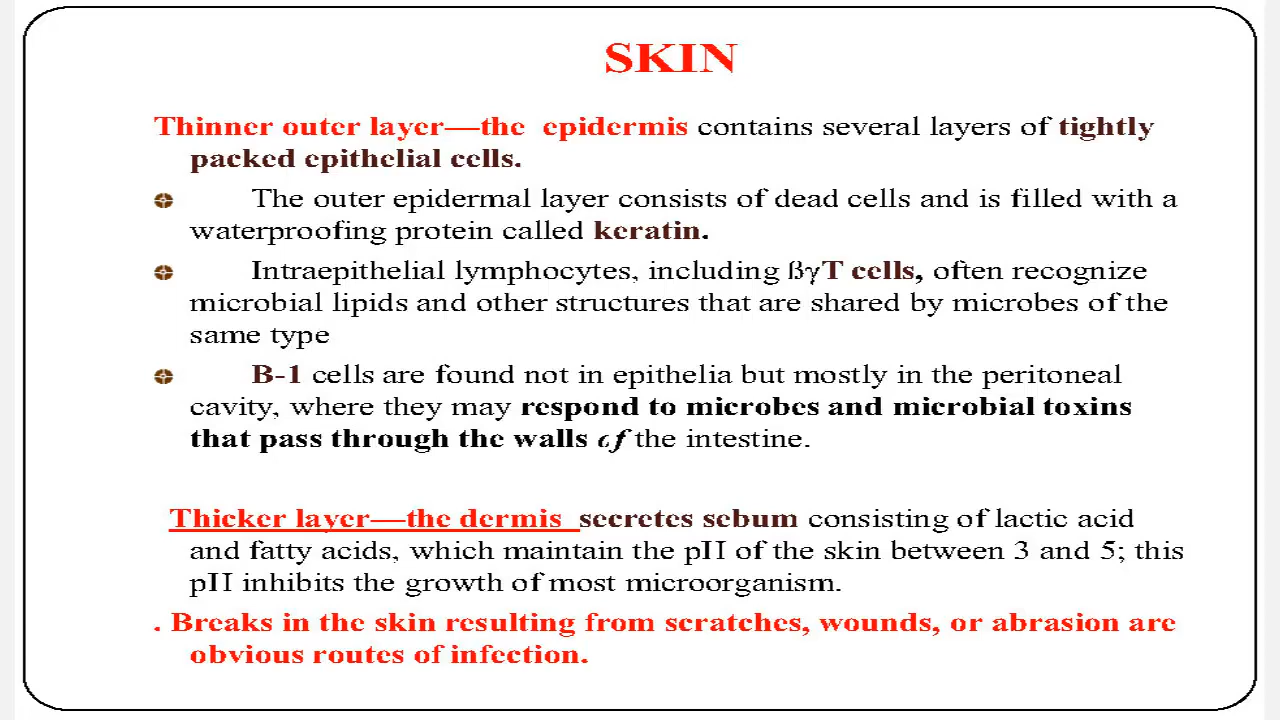 SKIN
Thinner outer layer—the epidermis contains several layers of tightly
packed epithelial cells.
The outer epidermal layer consists of dead cells and is filled with a
waterproofing protein called keratin.
Intraepithelial lymphocytes, including ßγT cells, often recognize
microbial lipids and other structures that are shared by microbes of the
same type
B-1 cells are found not in epithelia but mostly in the peritoneal
cavity, where they may respond to microbes and microbial toxins
that pass through the walls of the intestine.
Thicker layer—the dermis secretes sebum consisting of lactic acid
and fatty acids, which maintain the pH of the skin between 3 and 5; this
pH inhibits the growth of most microorganism.
. Breaks in the skin resulting from scratches, wounds, or abrasion are
obvious routes of infection.